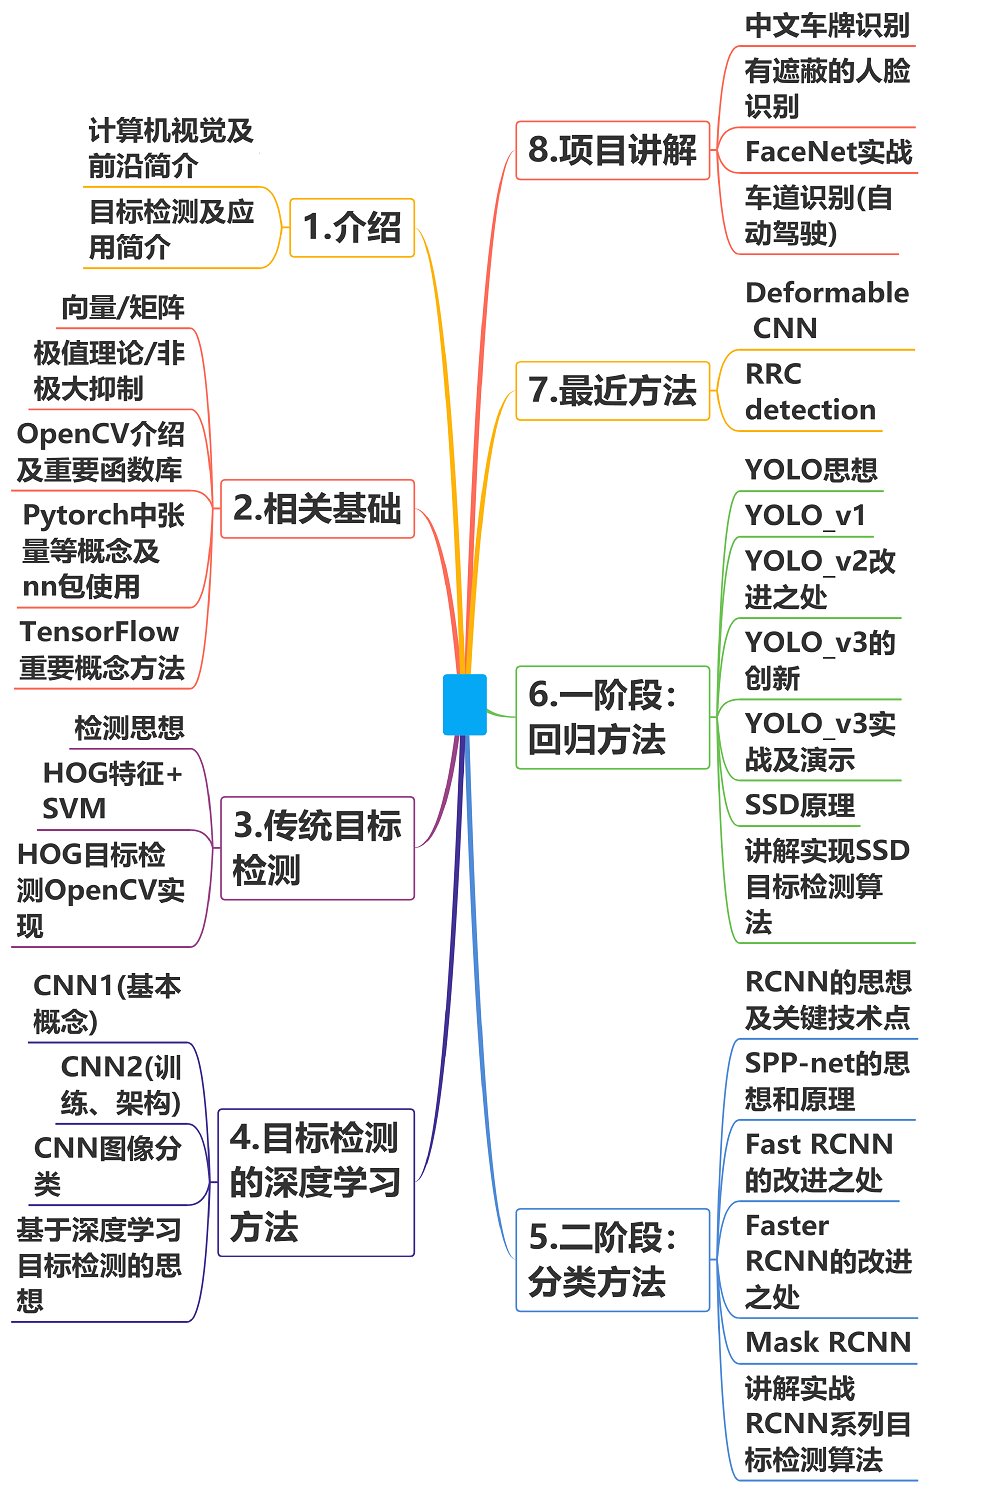 计算机视觉及
前沿简介
目标检测及应
用简介
1.介绍
向量/矩阵
极值理论/非
极大抑制
OpenCV介绍
及重要函数库
Pytorch中张
量等概念及
nn包使用
TensorFlow
重要概念方法
2.相关基础
检测思想
HOG特征+
SVM
HOG目标检
测OpenCV实
现
3.传统目标
检测
CNN1(基本
概念)
CNN2(训
练、架构)
CNN图像分
类
基于深度学习
目标检测的思
想
4.目标检测
的深度学习
方法
5.二阶段：
分类方法
RCNN的思想
及关键技术点
SPP-net的思
想和原理
Fast RCNN
的改进之处
Faster
RCNN的改进
之处
Mask RCNN
讲解实战
RCNN系列目
标检测算法
6.一阶段：
回归方法
YOLO思想
YOLO_v1
YOLO_v2改
进之处
YOLO_v3的
创新
YOLO_v3实
战及演示
SSD原理
讲解实现SSD
目标检测算
法
7.最近方法
Deformable
CNN
RRC
detection
8.项目讲解
中文车牌识别
有遮蔽的人脸
识别
FaceNet实战
车道识别(自
动驾驶)